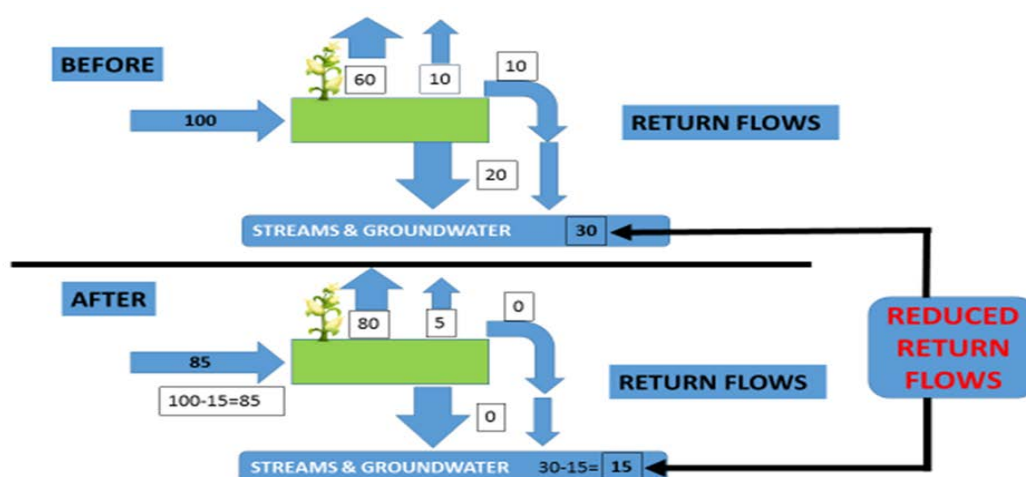 BEFORE
60
10
10
100
RETURN FLOWS
20
STREAMS & GROUNDWATER 30
AFTER
80
5
0
85
100-15=85
RETURN FLOWS
0
STREAMS & GROUNDWATER 30-15= 15
REDUCED
RETURN
FLOWS